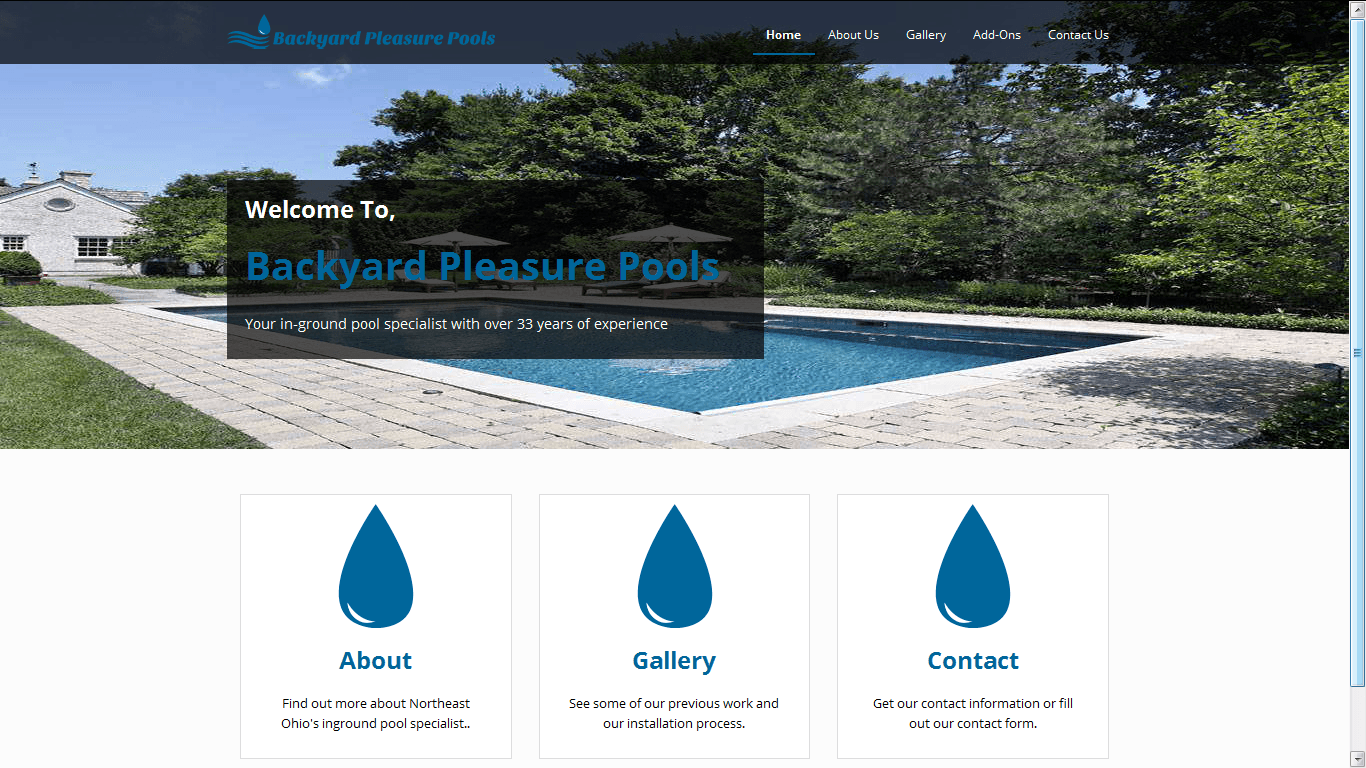 Backyard Pleasure Pools
Home About Us Gallery Add-Ons Contact Us
Welcome To,
Backyard Pleasure Pools
Your in-ground pool specialist with over 33 years of experience
About
Find out more about Northeast
Ohio's inground pool specialist..
Gallery
See some of our previous work and
our installation process.
Contact
Get our contact information or fill
out our contact form.